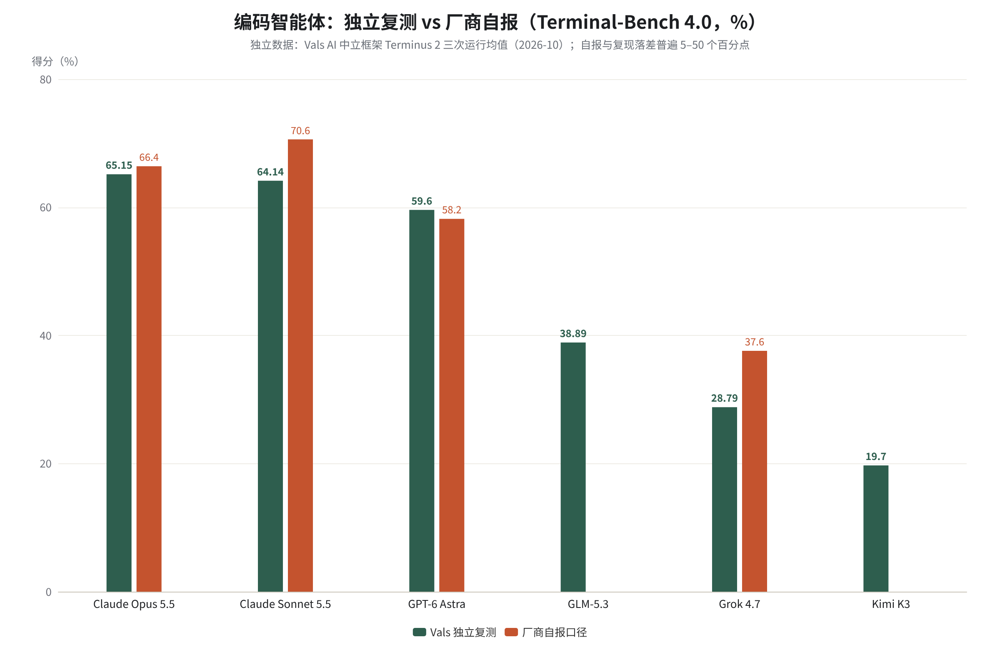 编码智能体：独立复测 vs 厂商自报（Terminal-Bench 4.0，%）
独立数据：Vals AI 中立框架 Terminus 2 三次运行均值（2026-10）；自报与复现落差普遍 5–50 个百分点
得分（%）
80
60
40
20
0
65.15
66.4
64.14
70.6
59.6
58.2
38.89
28.79
37.6
19.7
Claude Opus 5.5
Claude Sonnet 5.5
GPT-6 Astra
GLM-5.3
Grok 4.7
Kimi K3
Vals 独立复测
厂商自报口径